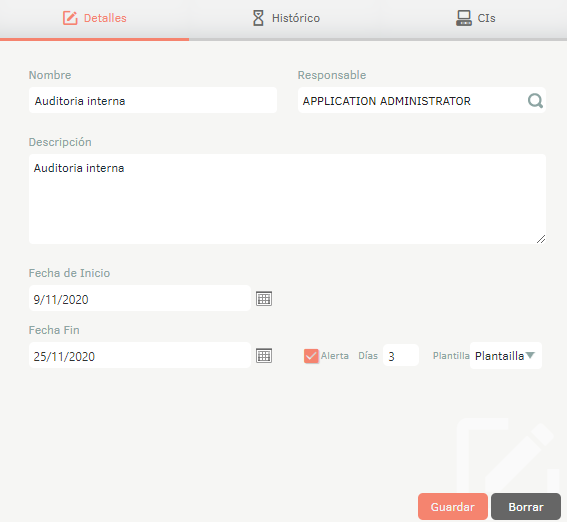 Detalles Histórico CIs
Nombre Responsable
Auditoria interna APPLICATION ADMINISTRATOR
Descripción
Auditoria interna
Fecha de Inicio
9/11/2020
Fecha Fin
25/11/2020 Alerta Días 3 Plantilla Plantailla
Guardar Borrar